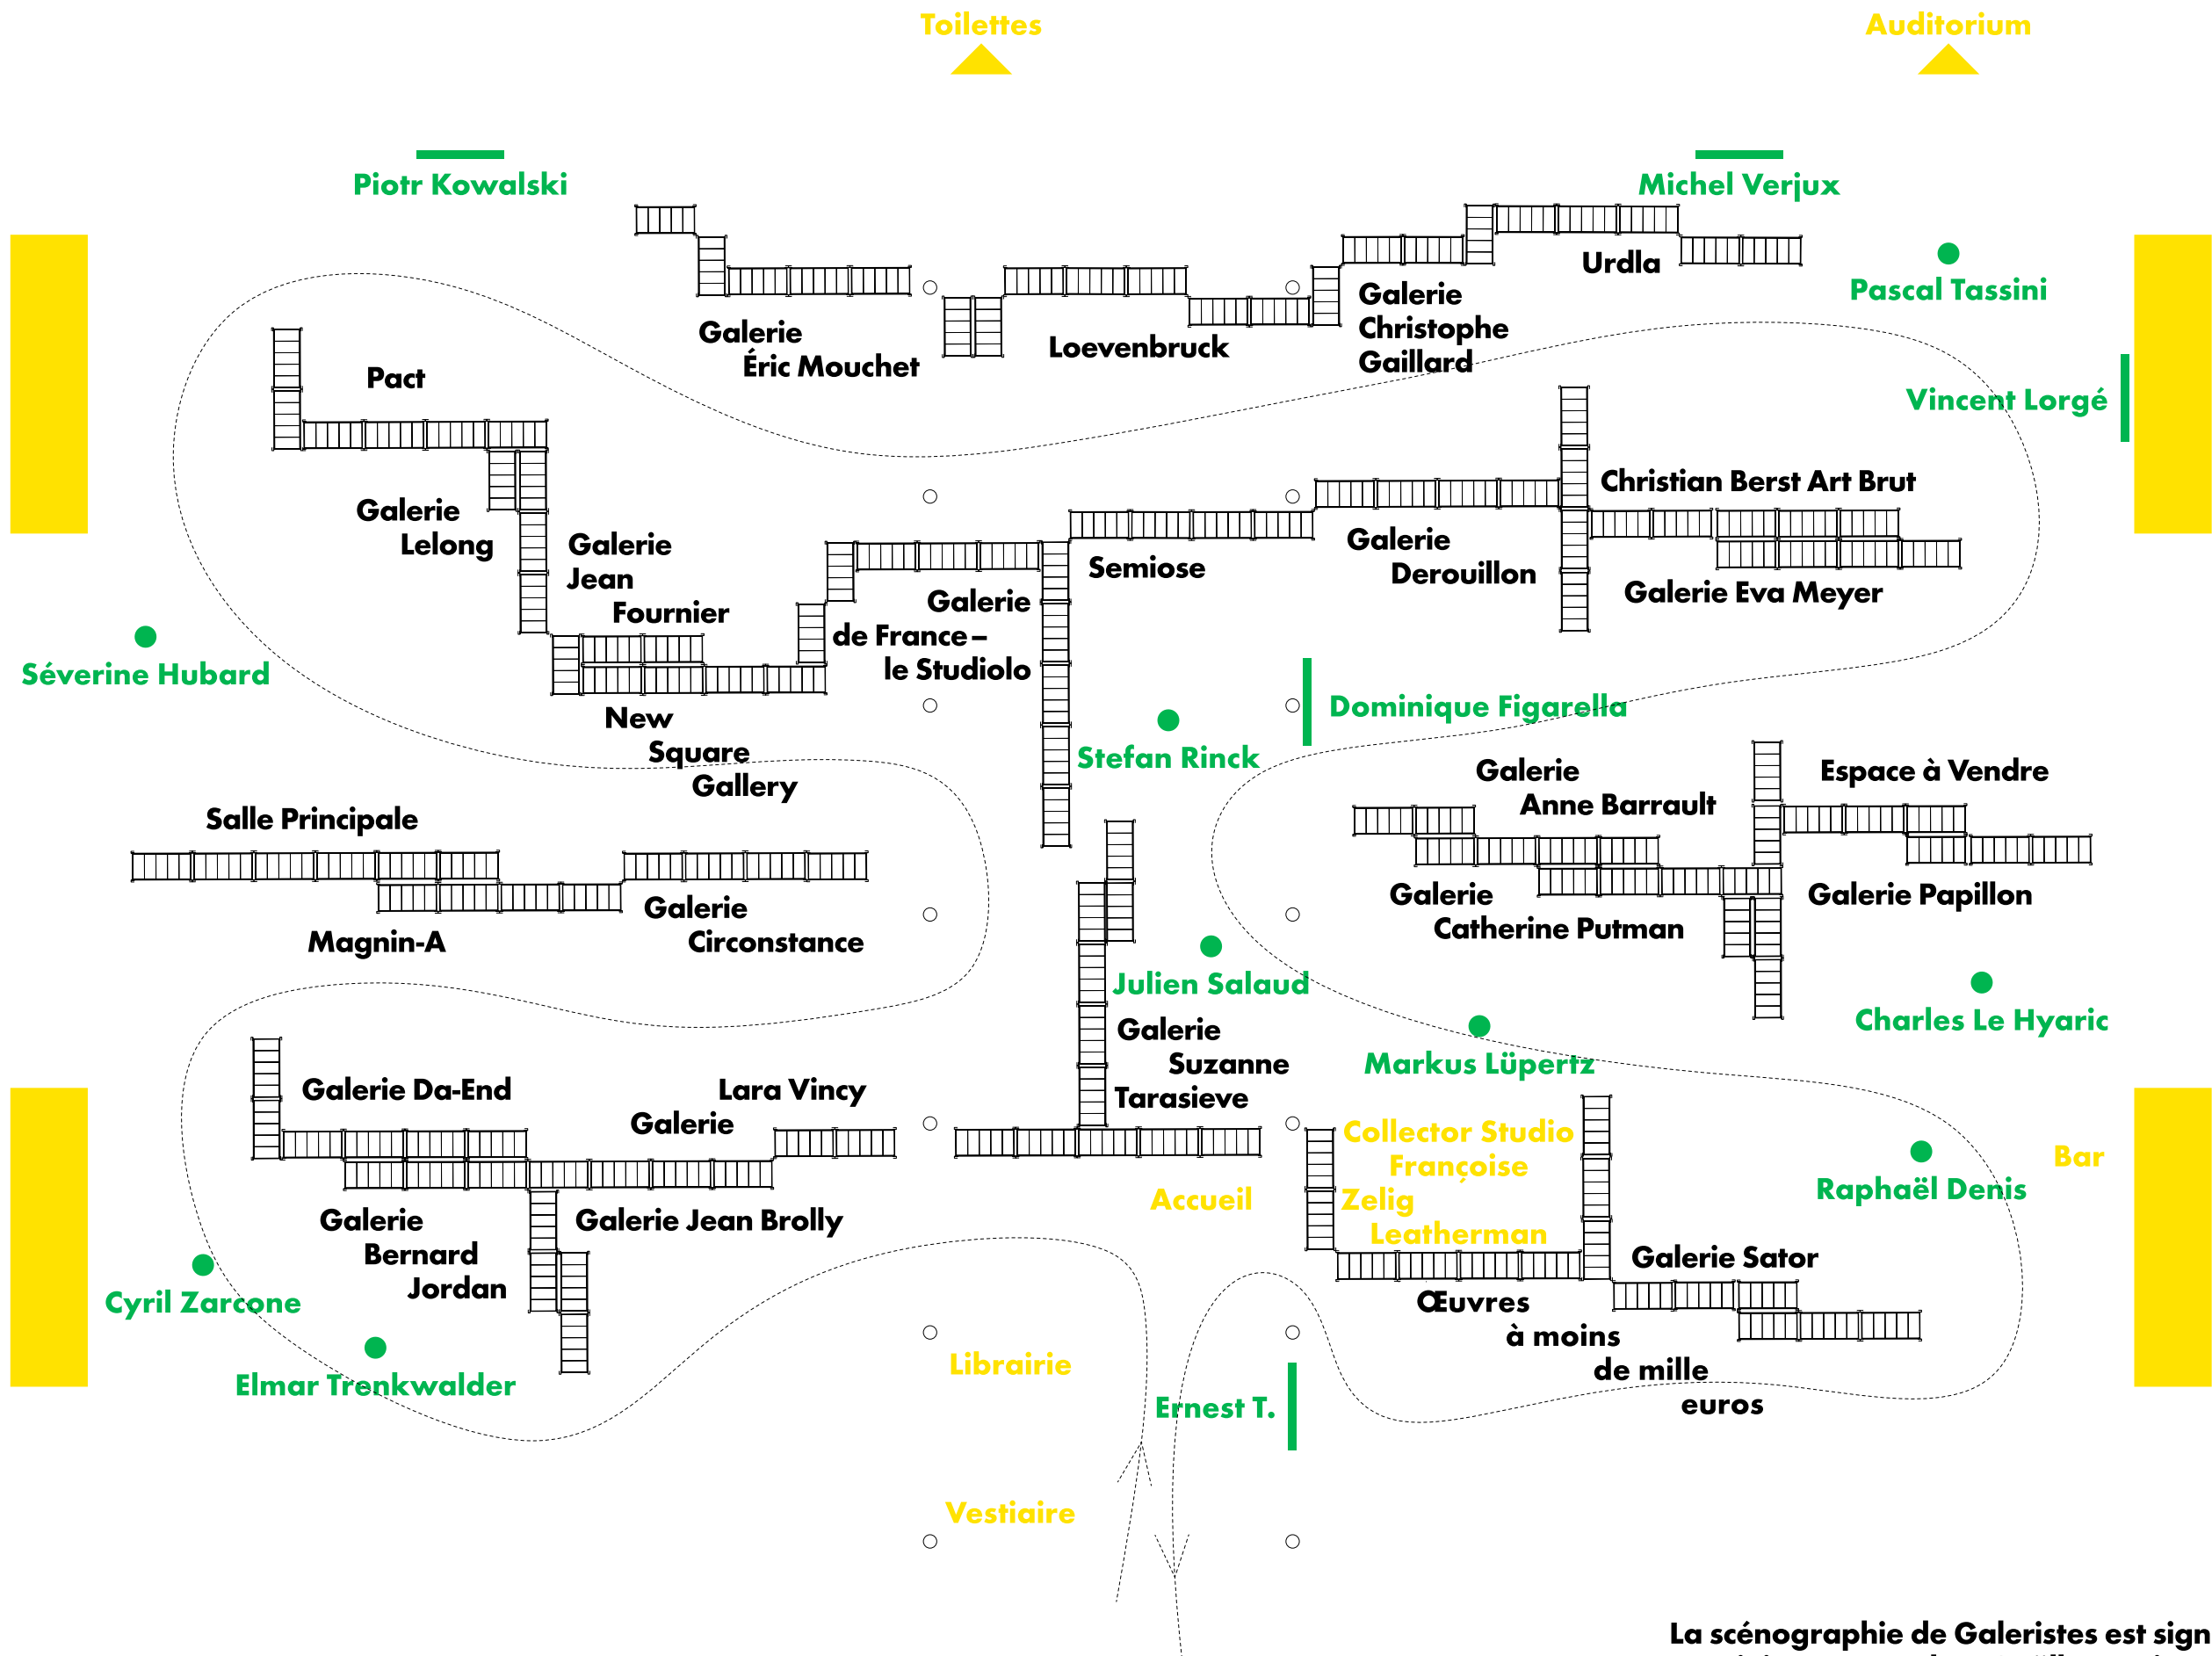 Toilettes
Auditorium
Piotr Kowalski
Michel Verjux
Urdla
Pascal Tassini
Galerie
Éric Mouchet
Loevenbruck
Galerie
Christophe
Gaillard
Pact
Vincent Lorgé
Christian Berst Art Brut
Galerie
Lelong
Galerie
Jean
Fournier
Galerie
de France –
le Studiolo
Semiose
Galerie
Derouillon
Galerie Eva Meyer
Séverine Hubard
New
Square
Gallery
Stefan Rinck
Dominique Figarella
Salle Principale
Galerie
Anne Barrault
Espace à Vendre
Magnin-A
Galerie
Circonstance
Galerie
Catherine Putman
Galerie Papillon
Julien Salaud
Charles Le Hyaric
Galerie
Suzanne
Tarasieve
Markus Lüpertz
Galerie Da-End
Lara Vincy
Galerie
Collector Studio
Françoise
Zelig
Leatherman
Accueil
Bar
Raphaël Denis
Galerie
Bernard
Jordan
Galerie Jean Brolly
Galerie Sator
Cyril Zarcone
Œuvres
à moins
de mille
euros
Elmar Trenkwalder
Librairie
Ernest T.
Vestiaire
La scénographie de Galeristes est sign